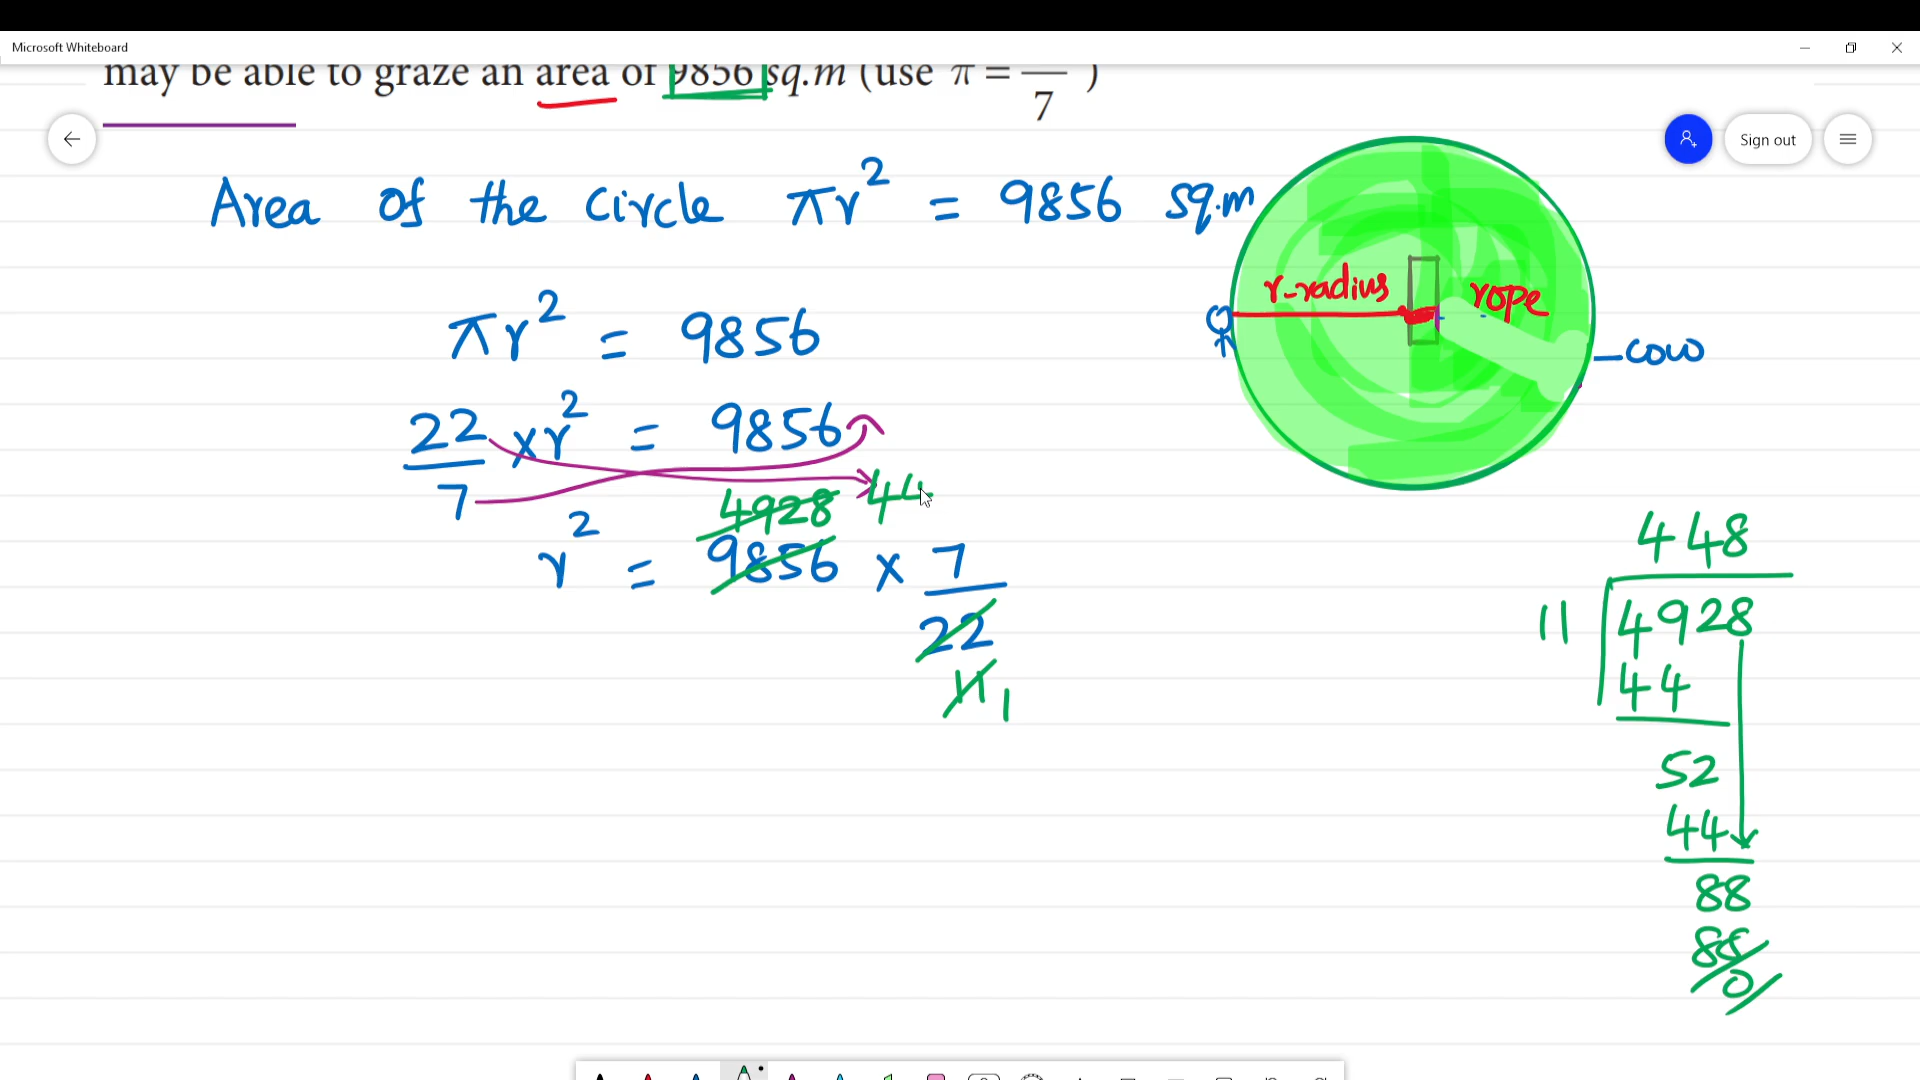 Microsoft Whiteboard
may be able to graze an area of 9856 sq.m (use π = — )
7
Sign out
Area of the circle πr² = 9856 sq.m
πr² = 9856
22 × r² = 9856
7
4928 44
r² = 9856 × 7
22
11 1
r-radius rope
cow
448
11 4928
44
52
44
88
88
0